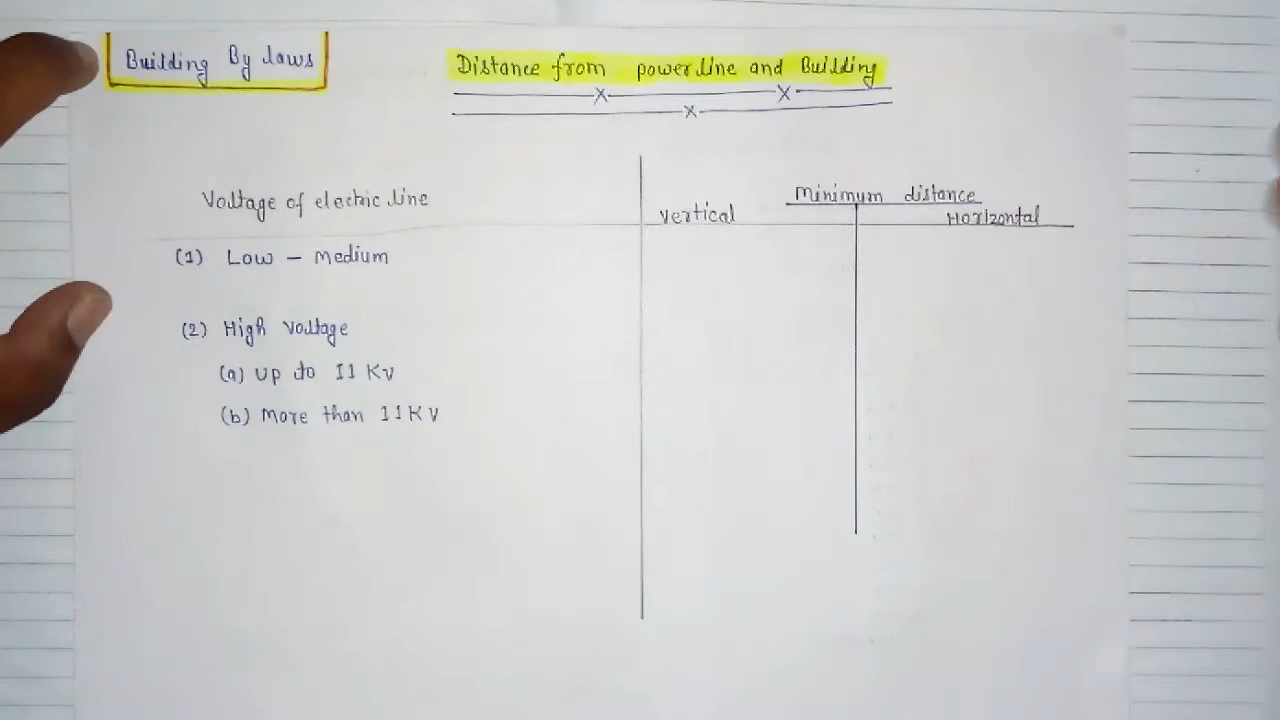 Building By laws
Distance from power line and Building
Voltage of electric line
Minimum distance
Vertical
Horizontal
(1) Low - medium
(2) High Voltage
(a) up to 11 Kv
(b) More than 11 KV